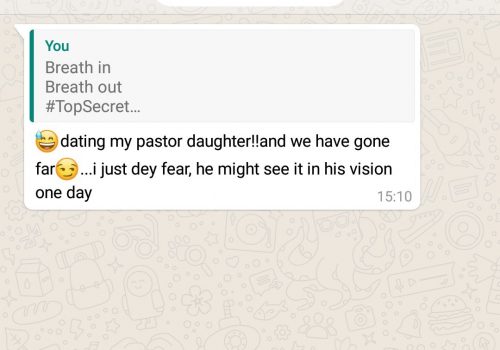 You
Breath in
Breath out
#TopSecret...
😅dating my pastor daughter!!and we have gone
far😏...i just dey fear, he might see it in his vision
one day
15:10